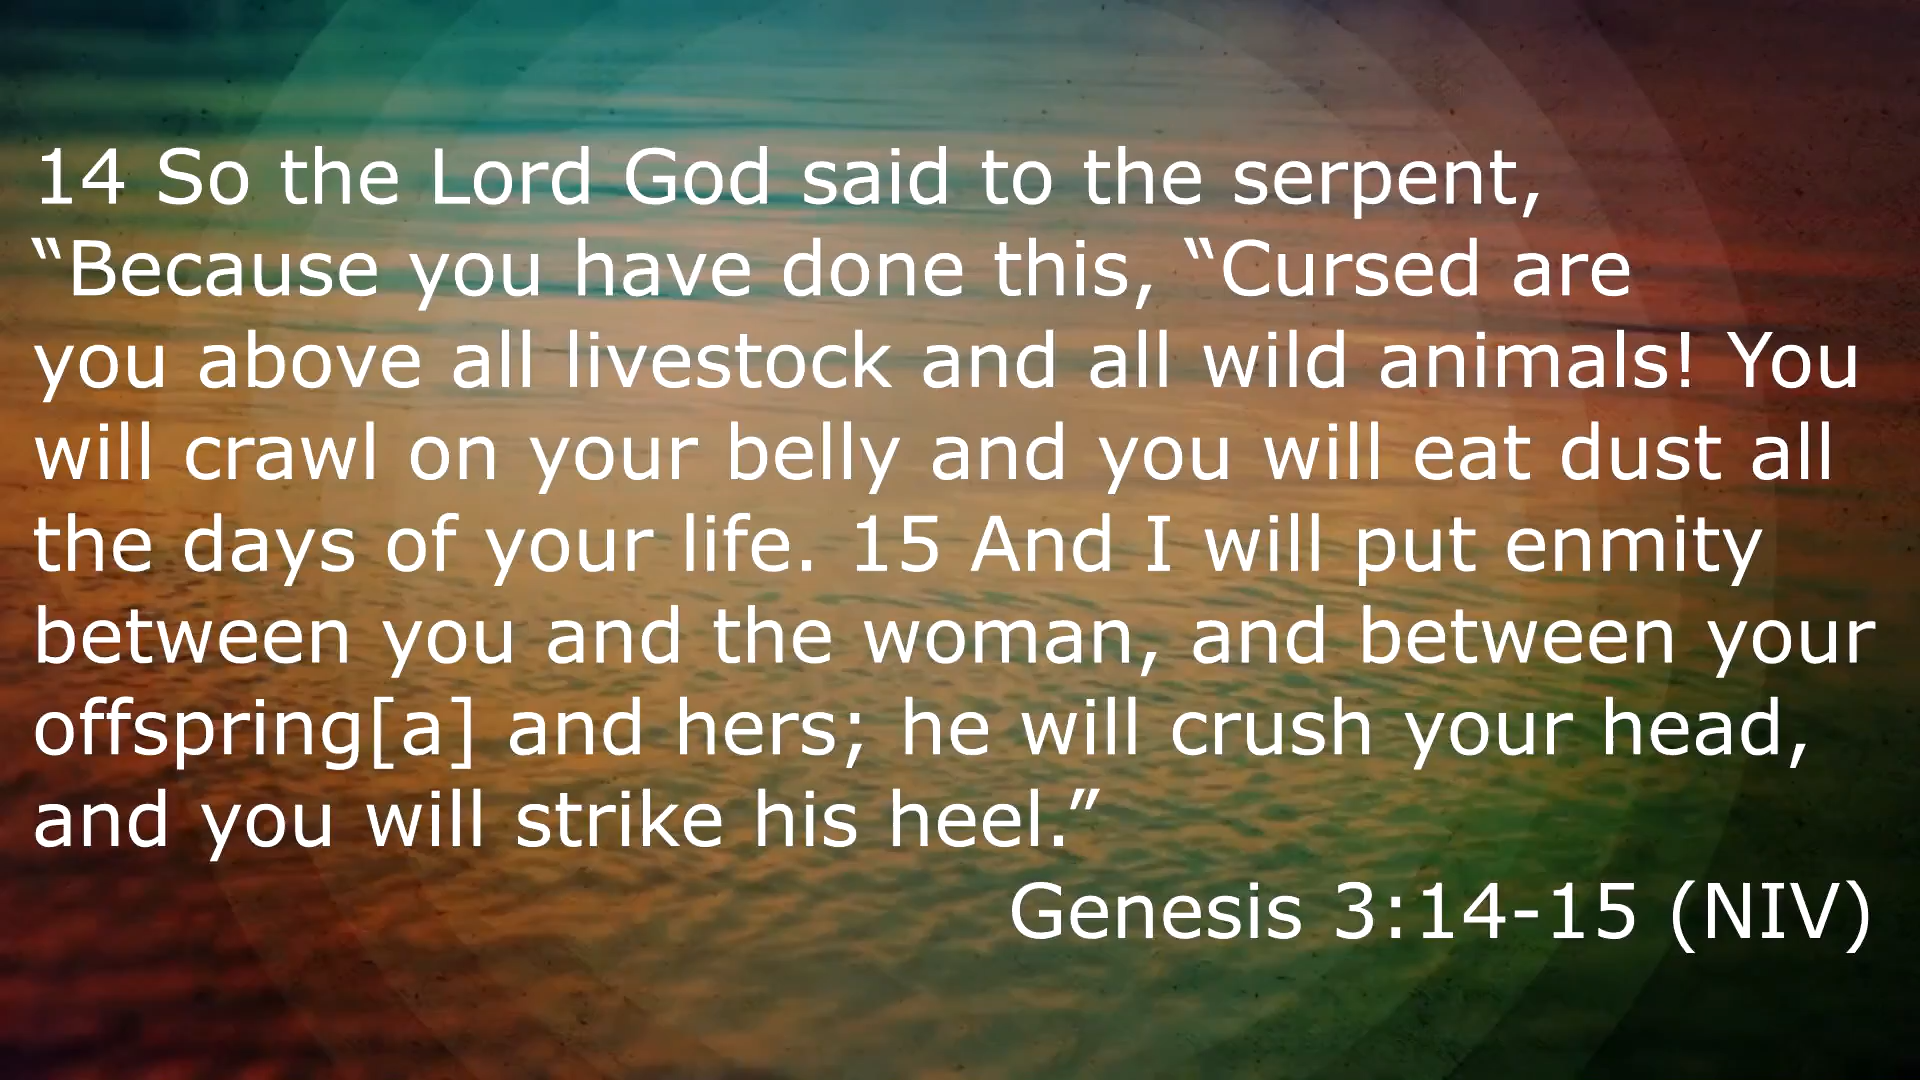 14 So the Lord God said to the serpent,
“Because you have done this, “Cursed are
you above all livestock and all wild animals! You
will crawl on your belly and you will eat dust all
the days of your life. 15 And I will put enmity
between you and the woman, and between your
offspring[a] and hers; he will crush your head,
and you will strike his heel.”
Genesis 3:14-15 (NIV)